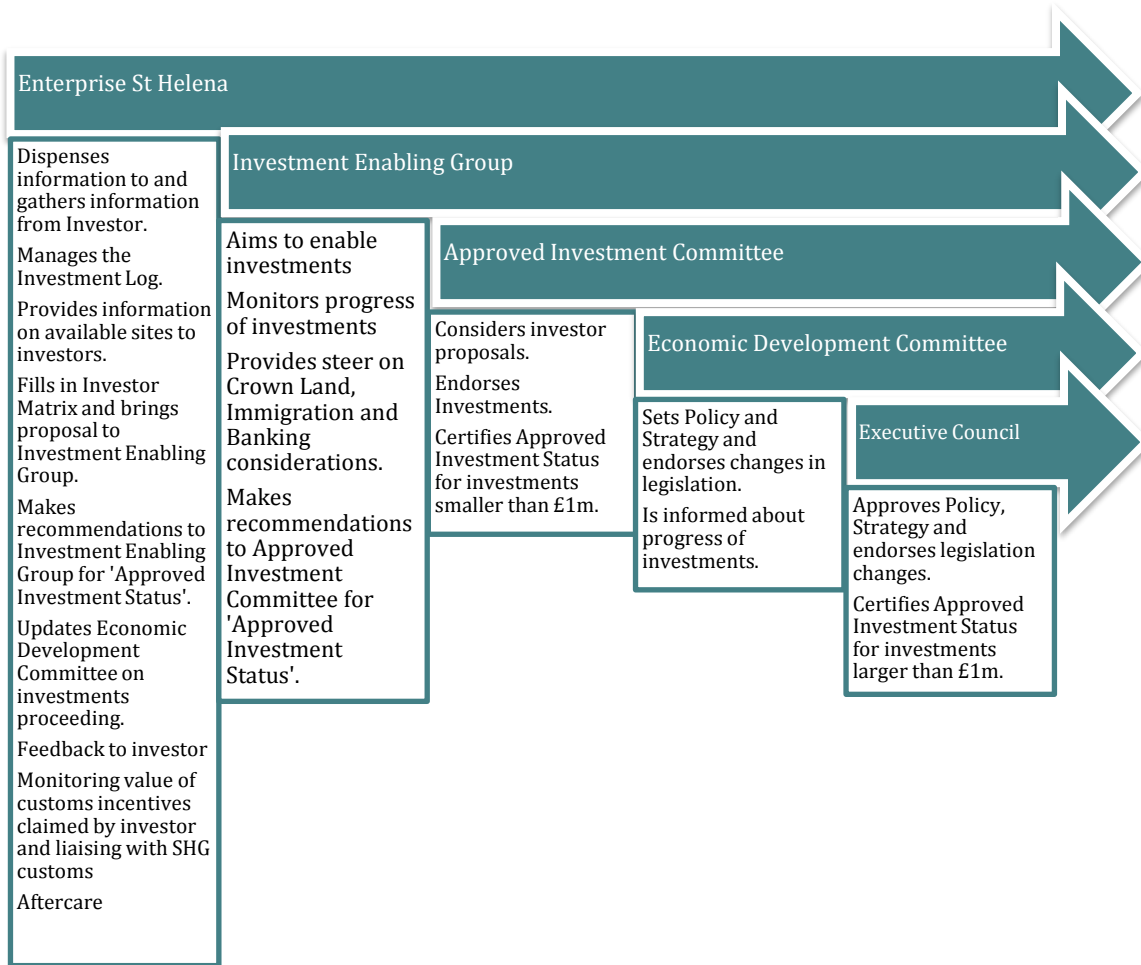 Enterprise St Helena
Dispenses
information to and
gathers information
from Investor.
Manages the
Investment Log.
Provides information
on available sites to
investors.
Fills in Investor
Matrix and brings
proposal to
Investment Enabling
Group.
Makes
recommendations to
Investment Enabling
Group for 'Approved
Investment Status'.
Updates Economic
Development
Committee on
investments
proceeding.
Feedback to investor
Monitoring value of
customs incentives
claimed by investor
and liaising with SHG
customs
Aftercare
Investment Enabling Group
Aims to enable
investments
Monitors progress
of investments
Provides steer on
Crown Land,
Immigration and
Banking
considerations.
Makes
recommendations
to Approved
Investment
Committee for
'Approved
Investment
Status'.
Approved Investment Committee
Considers investor
proposals.
Endorses
Investments.
Certifies Approved
Investment Status
for investments
smaller than £1m.
Economic Development Committee
Sets Policy and
Strategy and
endorses changes in
legislation.
Is informed about
progress of
investments.
Executive Council
Approves Policy,
Strategy and
endorses legislation
changes.
Certifies Approved
Investment Status
for investments
larger than £1m.